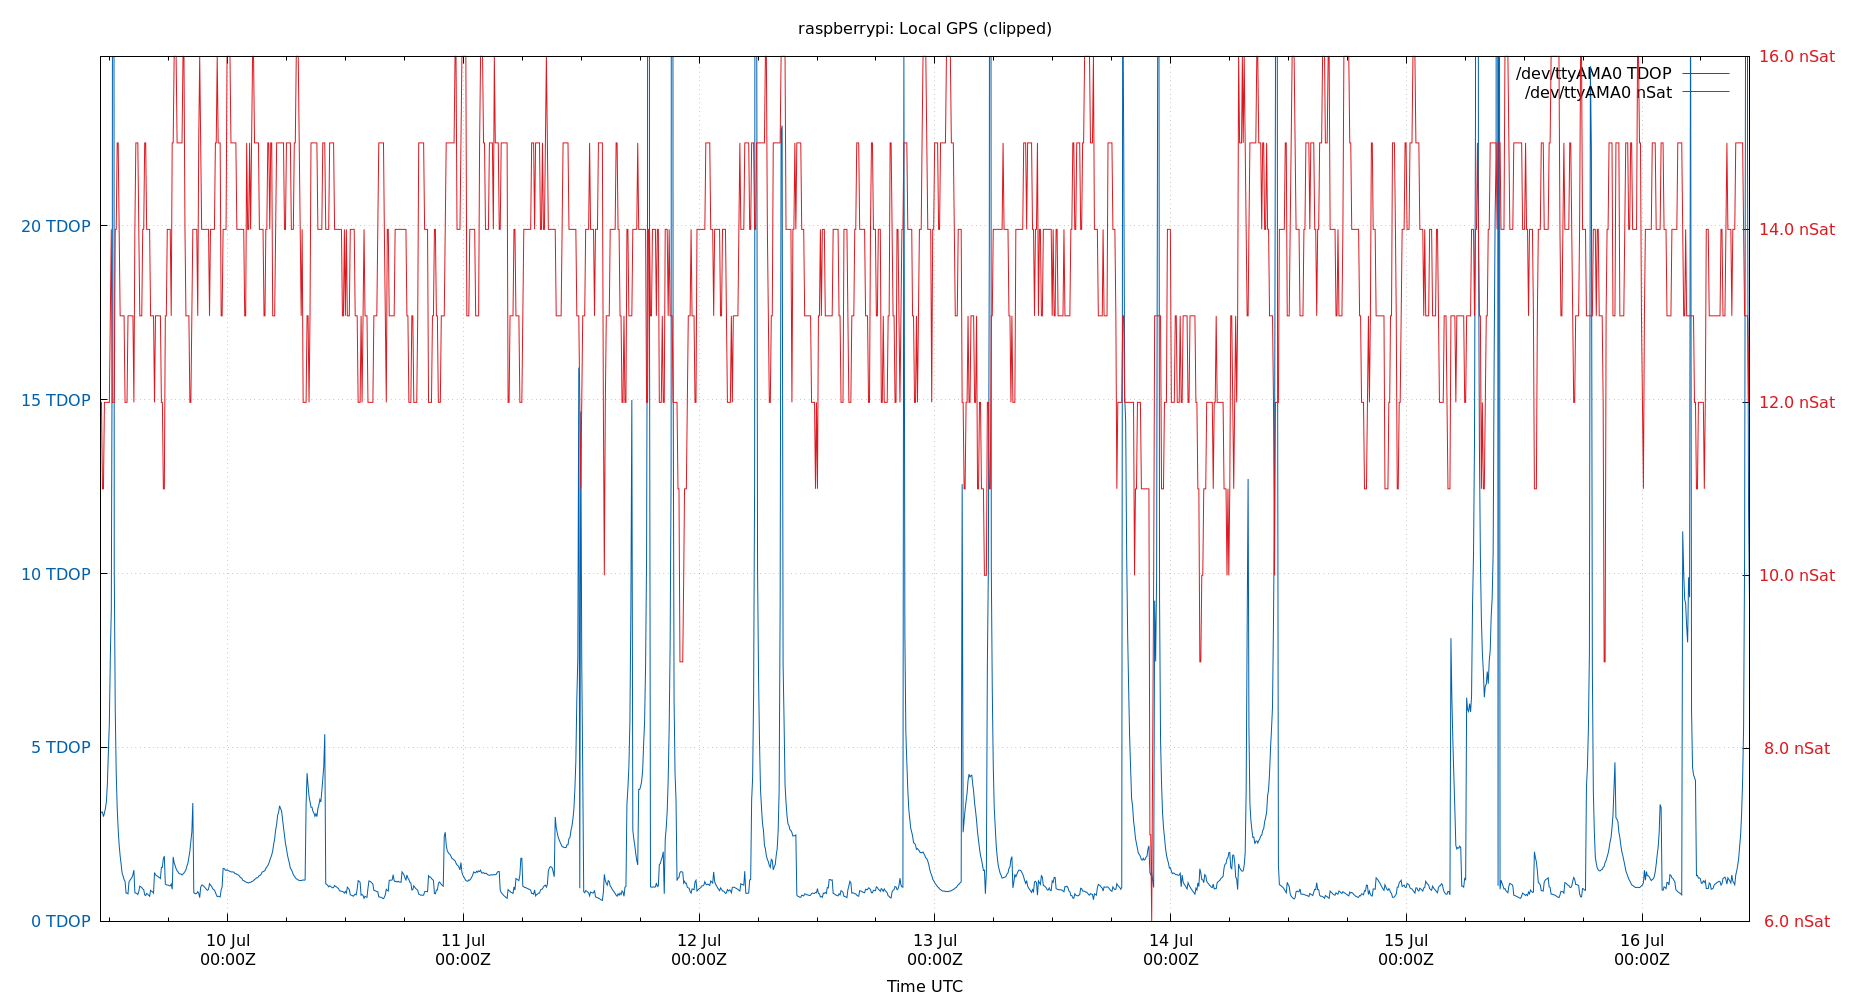 raspberrypi: Local GPS (clipped)
16.0 nSat
/dev/ttyAMA0 TDOP
/dev/ttyAMA0 nSat
20 TDOP
14.0 nSat
15 TDOP
12.0 nSat
10 TDOP
10.0 nSat
5 TDOP
8.0 nSat
0 TDOP
6.0 nSat
10 Jul 11 Jul 12 Jul 13 Jul 14 Jul 15 Jul 16 Jul
00:00Z 00:00Z 00:00Z 00:00Z 00:00Z 00:00Z 00:00Z
Time UTC